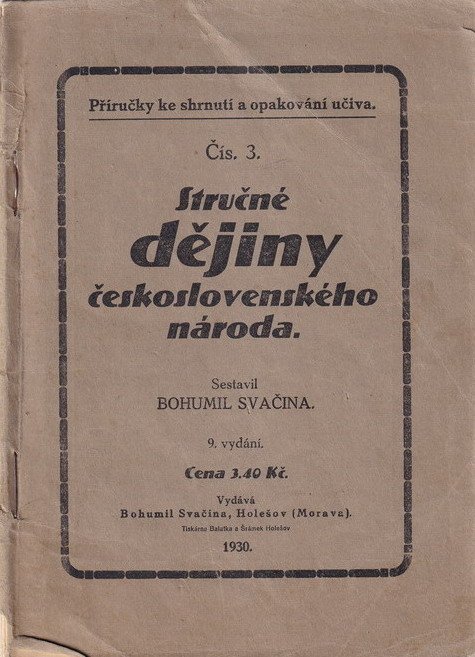 Příručky ke shrnutí a opakování učiva.
Čís. 3.
Stručné
dějiny
československého
národa.
Sestavil
BOHUMIL SVAČINA.
9. vydání.
Cena 3.40 Kč.
Vydává
Bohumil Svačina, Holešov (Morava).
Tiskárna Balatka a Šrámek Holešov
1930.